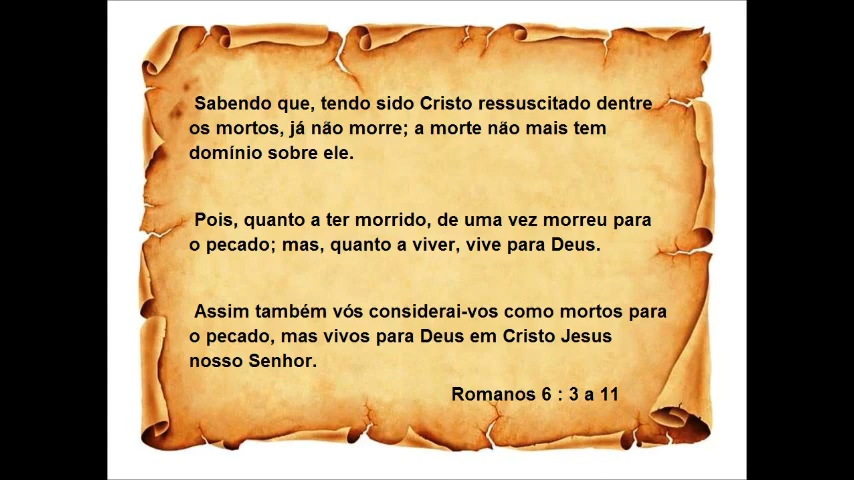 Sabendo que, tendo sido Cristo ressuscitado dentre
os mortos, já não morre; a morte não mais tem
domínio sobre ele.
Pois, quanto a ter morrido, de uma vez morreu para
o pecado; mas, quanto a viver, vive para Deus.
Assim também vós considerai-vos como mortos para
o pecado, mas vivos para Deus em Cristo Jesus
nosso Senhor.
Romanos 6 : 3 a 11